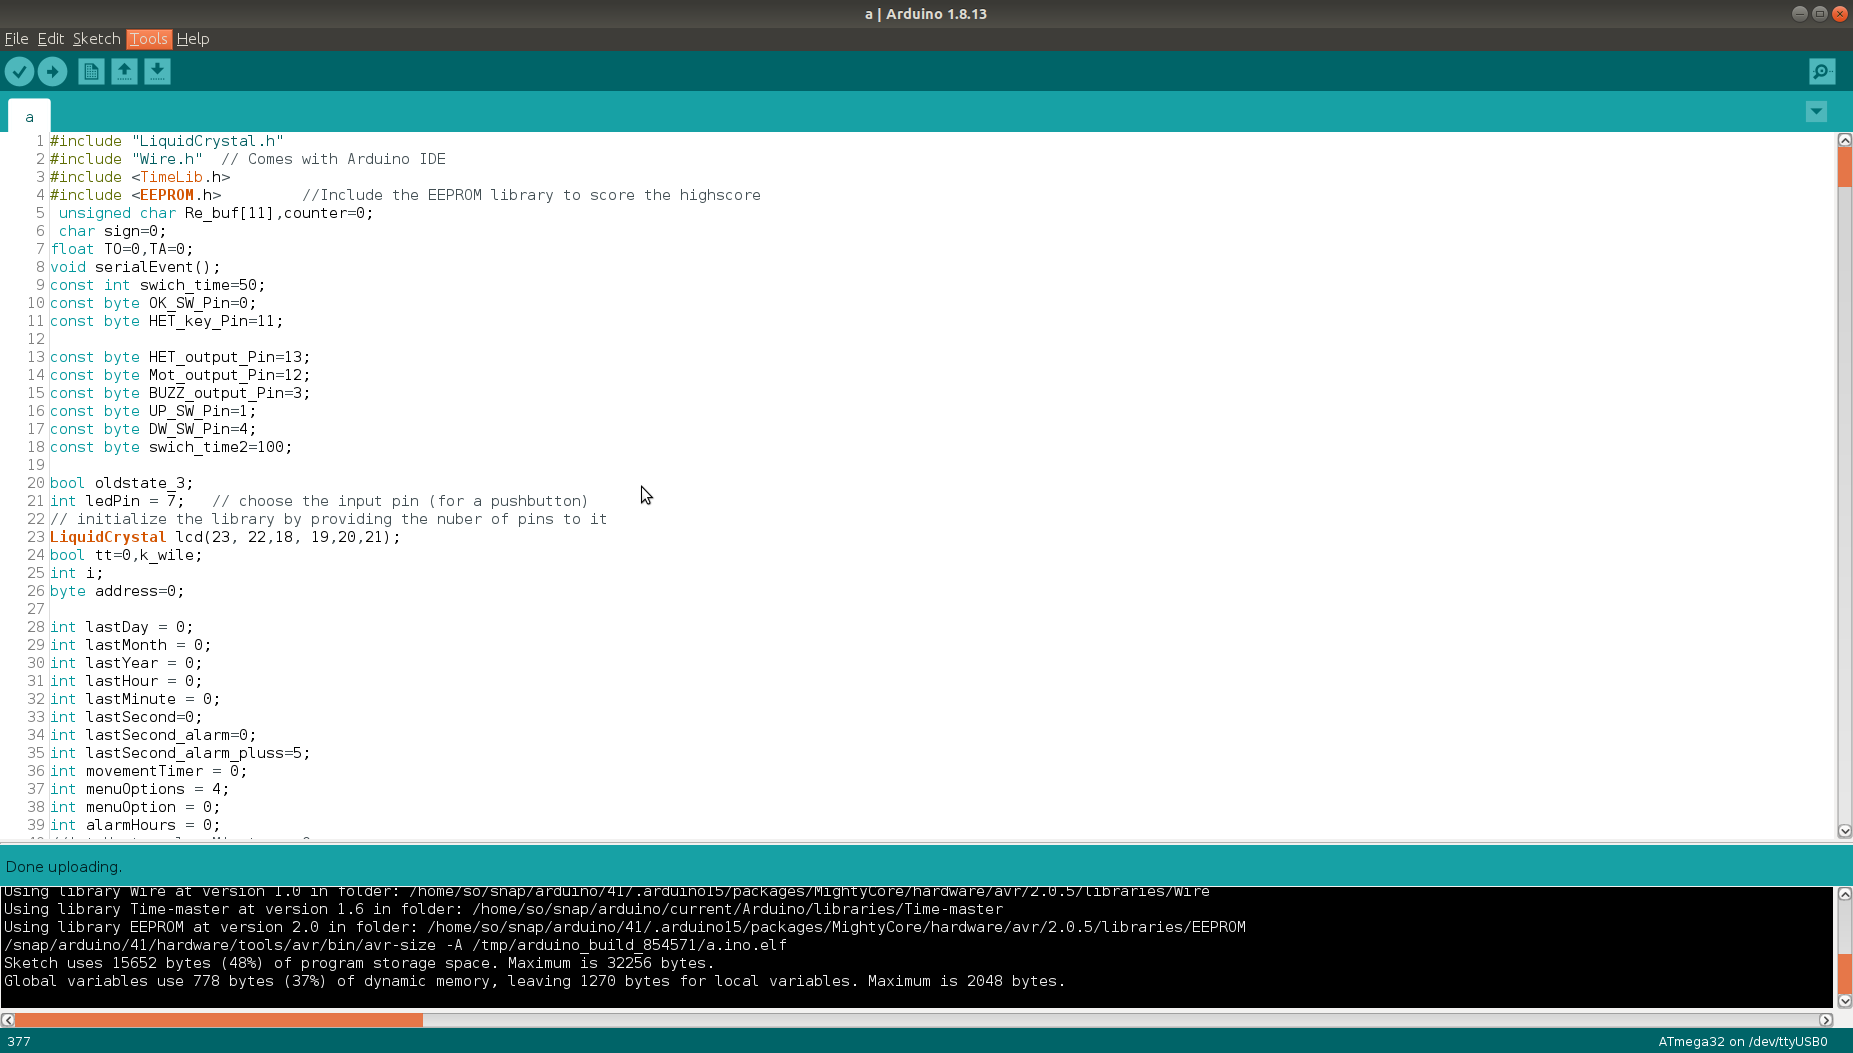 a | Arduino 1.8.13
File Edit Sketch Tools Help
a
1 #include "LiquidCrystal.h"
2 #include "Wire.h"  // Comes with Arduino IDE
3 #include <TimeLib.h>
4 #include <EEPROM.h>         //Include the EEPROM library to score the highscore
5  unsigned char Re_buf[11],counter=0;
6  char sign=0;
7 float TO=0,TA=0;
8 void serialEvent();
9 const int swich_time=50;
10 const byte OK_SW_Pin=0;
11 const byte HET_key_Pin=11;
12
13 const byte HET_output_Pin=13;
14 const byte Mot_output_Pin=12;
15 const byte BUZZ_output_Pin=3;
16 const byte UP_SW_Pin=1;
17 const byte DW_SW_Pin=4;
18 const byte swich_time2=100;
19
20 bool oldstate_3;
21 int ledPin = 7;   // choose the input pin (for a pushbutton)
22 // initialize the library by providing the nuber of pins to it
23 LiquidCrystal lcd(23, 22,18, 19,20,21);
24 bool tt=0,k_wile;
25 int i;
26 byte address=0;
27
28 int lastDay = 0;
29 int lastMonth = 0;
30 int lastYear = 0;
31 int lastHour = 0;
32 int lastMinute = 0;
33 int lastSecond=0;
34 int lastSecond_alarm=0;
35 int lastSecond_alarm_pluss=5;
36 int movementTimer = 0;
37 int menuOptions = 4;
38 int menuOption = 0;
39 int alarmHours = 0;
Done uploading.
Using library Wire at version 1.0 in folder: /home/so/snap/arduino/41/.arduino15/packages/MightyCore/hardware/avr/2.0.5/libraries/Wire
Using library Time-master at version 1.6 in folder: /home/so/snap/arduino/current/Arduino/libraries/Time-master
Using library EEPROM at version 2.0 in folder: /home/so/snap/arduino/41/.arduino15/packages/MightyCore/hardware/avr/2.0.5/libraries/EEPROM
/snap/arduino/41/hardware/tools/avr/bin/avr-size -A /tmp/arduino_build_854571/a.ino.elf
Sketch uses 15652 bytes (48%) of program storage space. Maximum is 32256 bytes.
Global variables use 778 bytes (37%) of dynamic memory, leaving 1270 bytes for local variables. Maximum is 2048 bytes.
377
ATmega32 on /dev/ttyUSB0